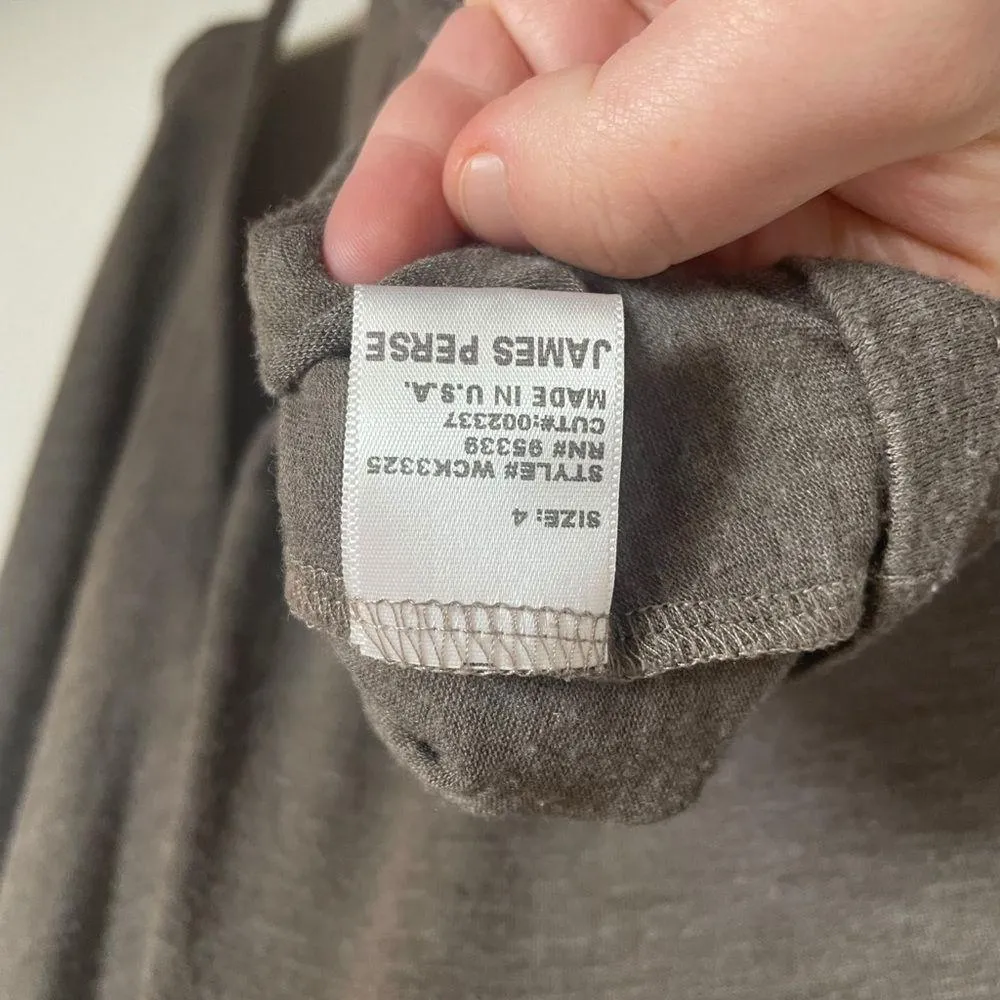 JAMES PERSE
MADE IN U.S.A.
CUT#:002337
RN# 95339
STYLE# WCK3325
SIZE: 4